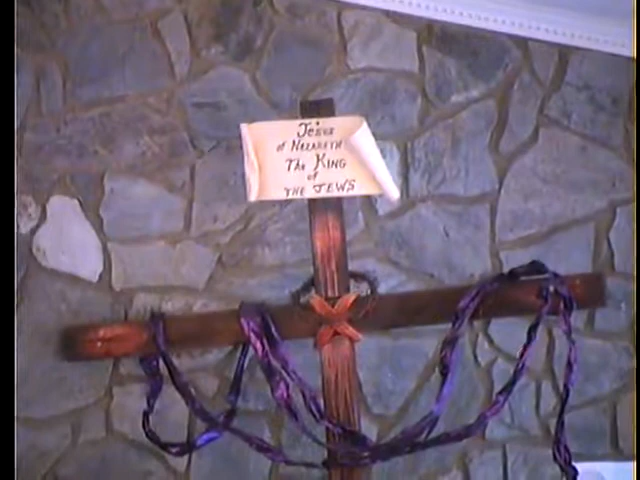 Jesus
of NAZARETH
The KING
of
THE JEWS